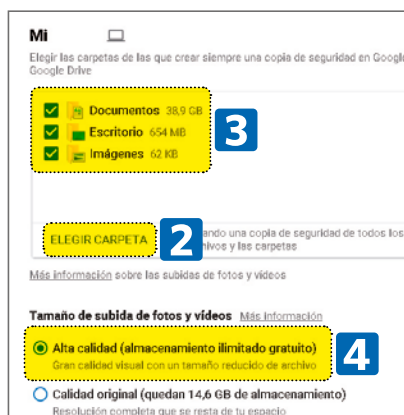 Mi
Elegir las carpetas de las que crear siempre una copia de seguridad en Google
Google Drive
Documentos 38,9 GB
Escritorio 654 MB
Imágenes 62 KB
3
ELEGIR CARPETA
2
ando una copia de seguridad de todos los
hivos y las carpetas
Más información sobre las subidas de fotos y vídeos
Tamaño de subida de fotos y vídeos Más información
Alta calidad (almacenamiento ilimitado gratuito)
Gran calidad visual con un tamaño reducido de archivo
4
Calidad original (quedan 14,6 GB de almacenamiento)
Resolución completa que se resta de tu espacio